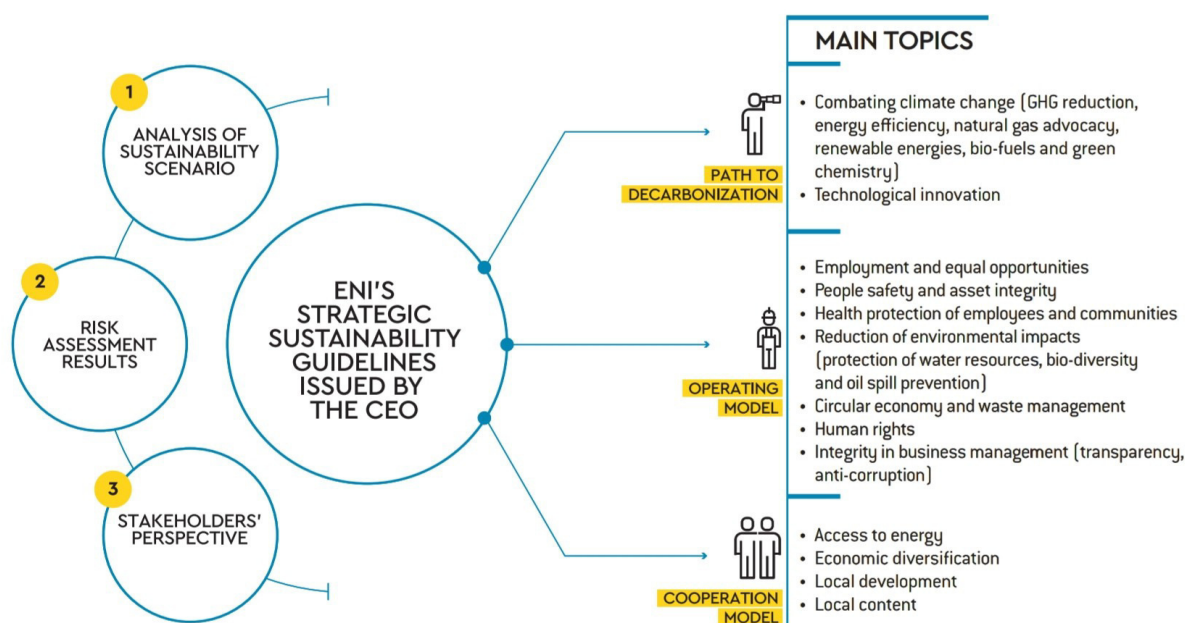 1
ANALYSIS OF
SUSTAINABILITY
SCENARIO
2
RISK
ASSESSMENT
RESULTS
3
STAKEHOLDERS'
PERSPECTIVE
ENI'S
STRATEGIC
SUSTAINABILITY
GUIDELINES
ISSUED BY
THE CEO
MAIN TOPICS
PATH TO
DECARBONIZATION
• Combating climate change (GHG reduction,
energy efficiency, natural gas advocacy,
renewable energies, bio-fuels and green
chemistry)
• Technological innovation
OPERATING
MODEL
• Employment and equal opportunities
• People safety and asset integrity
• Health protection of employees and communities
• Reduction of environmental impacts
(protection of water resources, bio-diversity
and oil spill prevention)
• Circular economy and waste management
• Human rights
• Integrity in business management (transparency,
anti-corruption)
COOPERATION
MODEL
• Access to energy
• Economic diversification
• Local development
• Local content